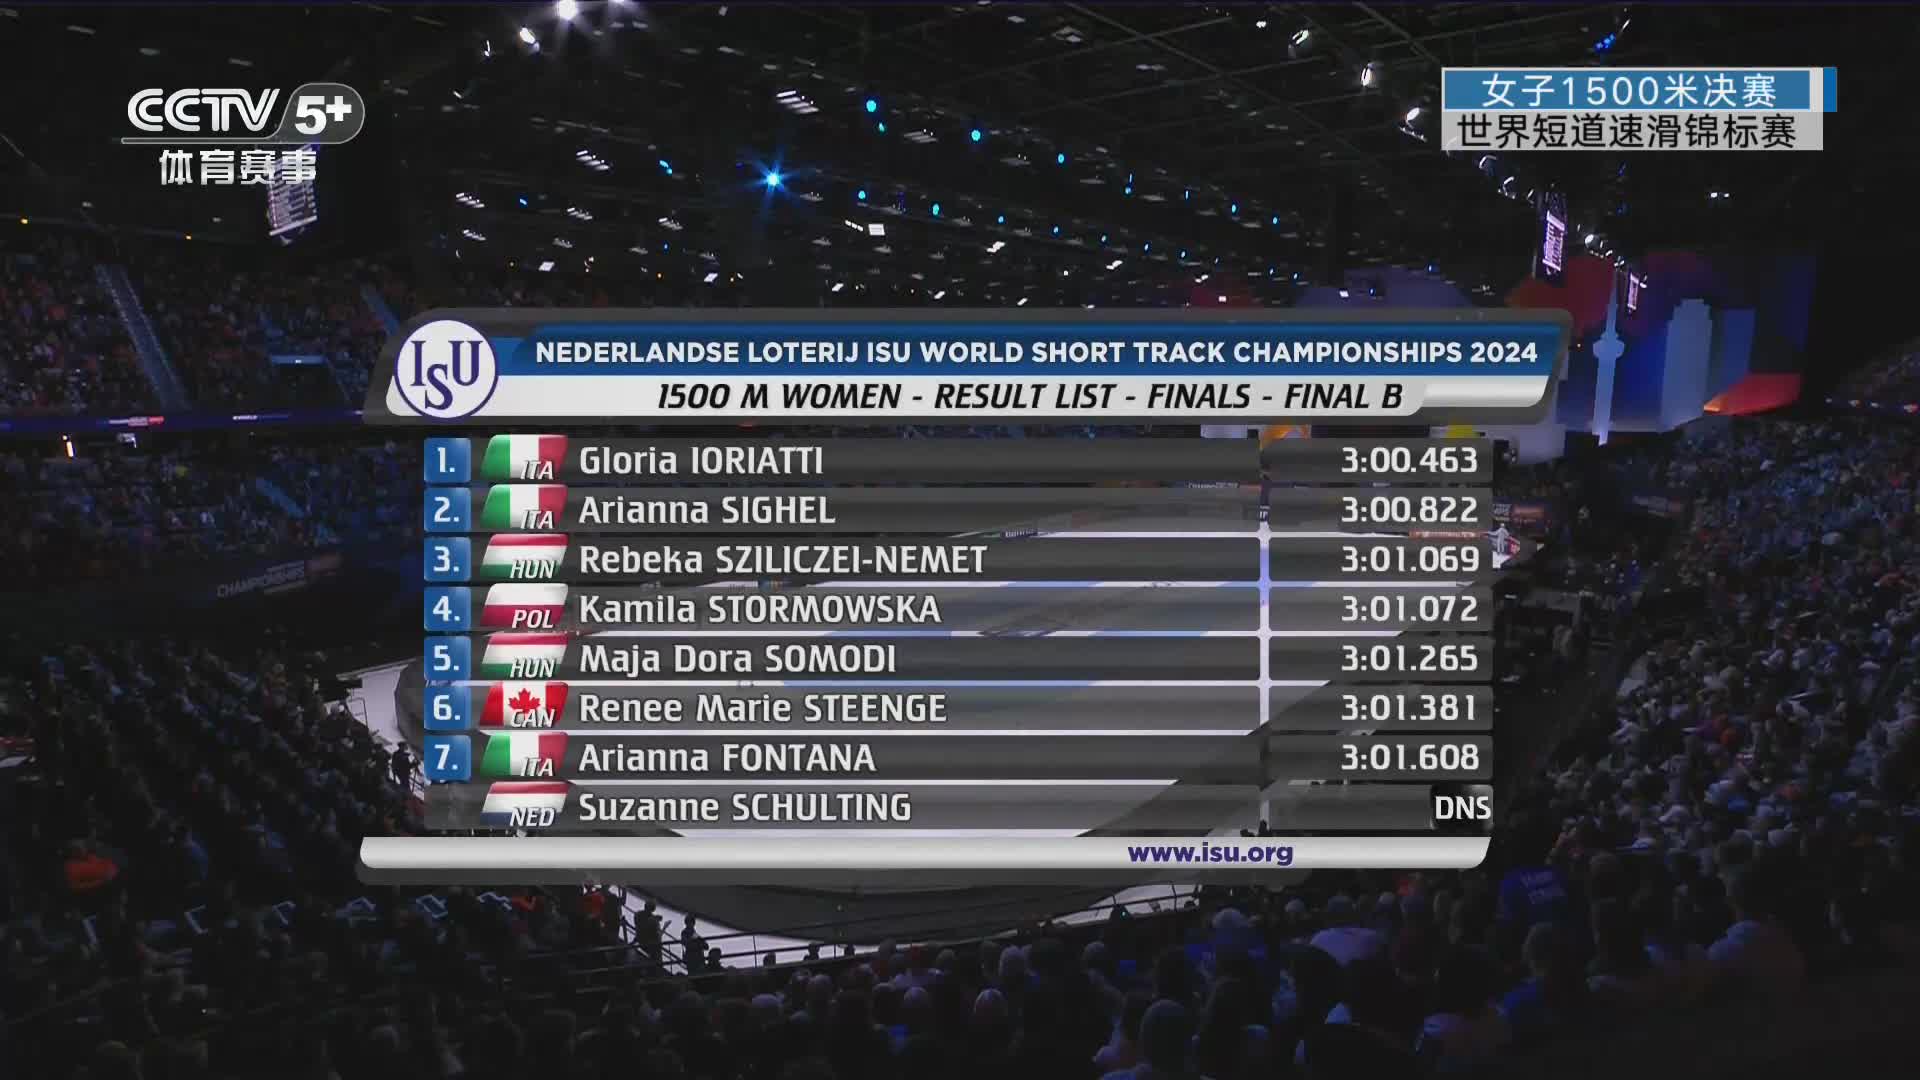 CCTV 5+
体育赛事
女子1500米决赛
世界短道速滑锦标赛
ISU
NEDERLANDSE LOTERIJ ISU WORLD SHORT TRACK CHAMPIONSHIPS 2024
1500 M WOMEN - RESULT LIST - FINALS - FINAL B
1. ITA Gloria IORIATTI 3:00.463
2. ITA Arianna SIGHEL 3:00.822
3. HUN Rebeka SZILICZEI-NEMET 3:01.069
4. POL Kamila STORMOWSKA 3:01.072
5. HUN Maja Dora SOMODI 3:01.265
6. CAN Renee Marie STEENGE 3:01.381
7. ITA Arianna FONTANA 3:01.608
NED Suzanne SCHULTING DNS
www.isu.org
CHAMPIONSHIPS